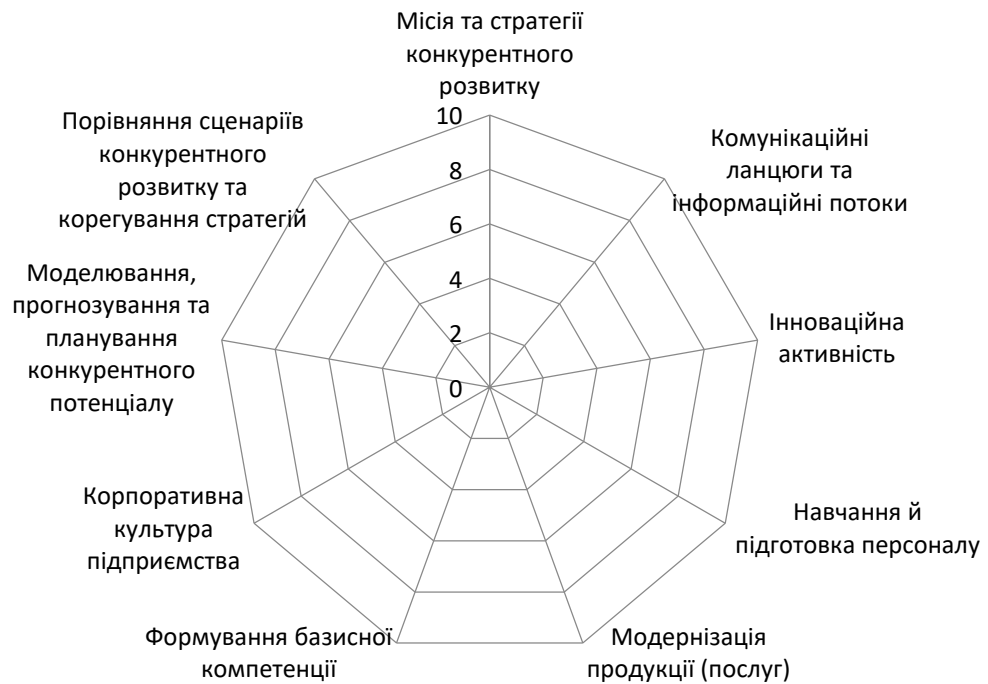 Місія та стратегії
конкурентного
розвитку
10
8
6
4
2
0
Комунікаційні
ланцюги та
інформаційні потоки
Інноваційна
активність
Навчання й
підготовка персоналу
Модернізація
продукції (послуг)
Формування базисної
компетенції
Корпоративна
культура
підприємства
Моделювання,
прогнозування та
планування
конкурентного
потенціалу
Порівняння сценаріїв
конкурентного
розвитку та
корегування стратегій